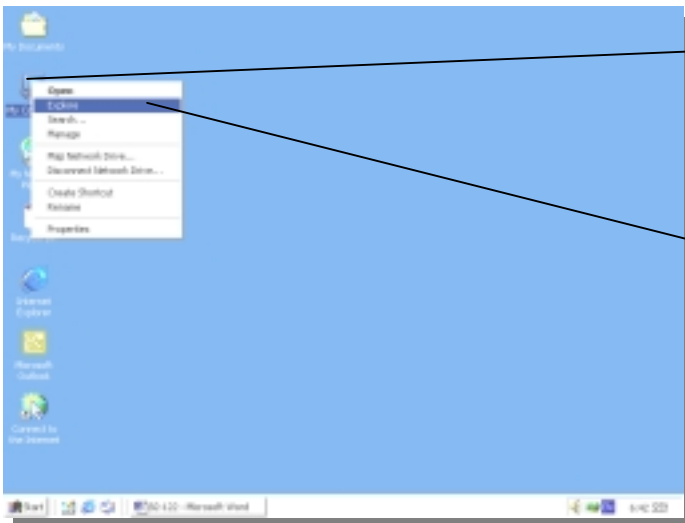 My Documents
Open
Explore
Search...
Manage
Map Network Drive...
Disconnect Network Drive...
Create Shortcut
Rename
Properties
Internet
Explorer
Microsoft
Outlook
Connect to
the Internet
Start
- Microsoft Word